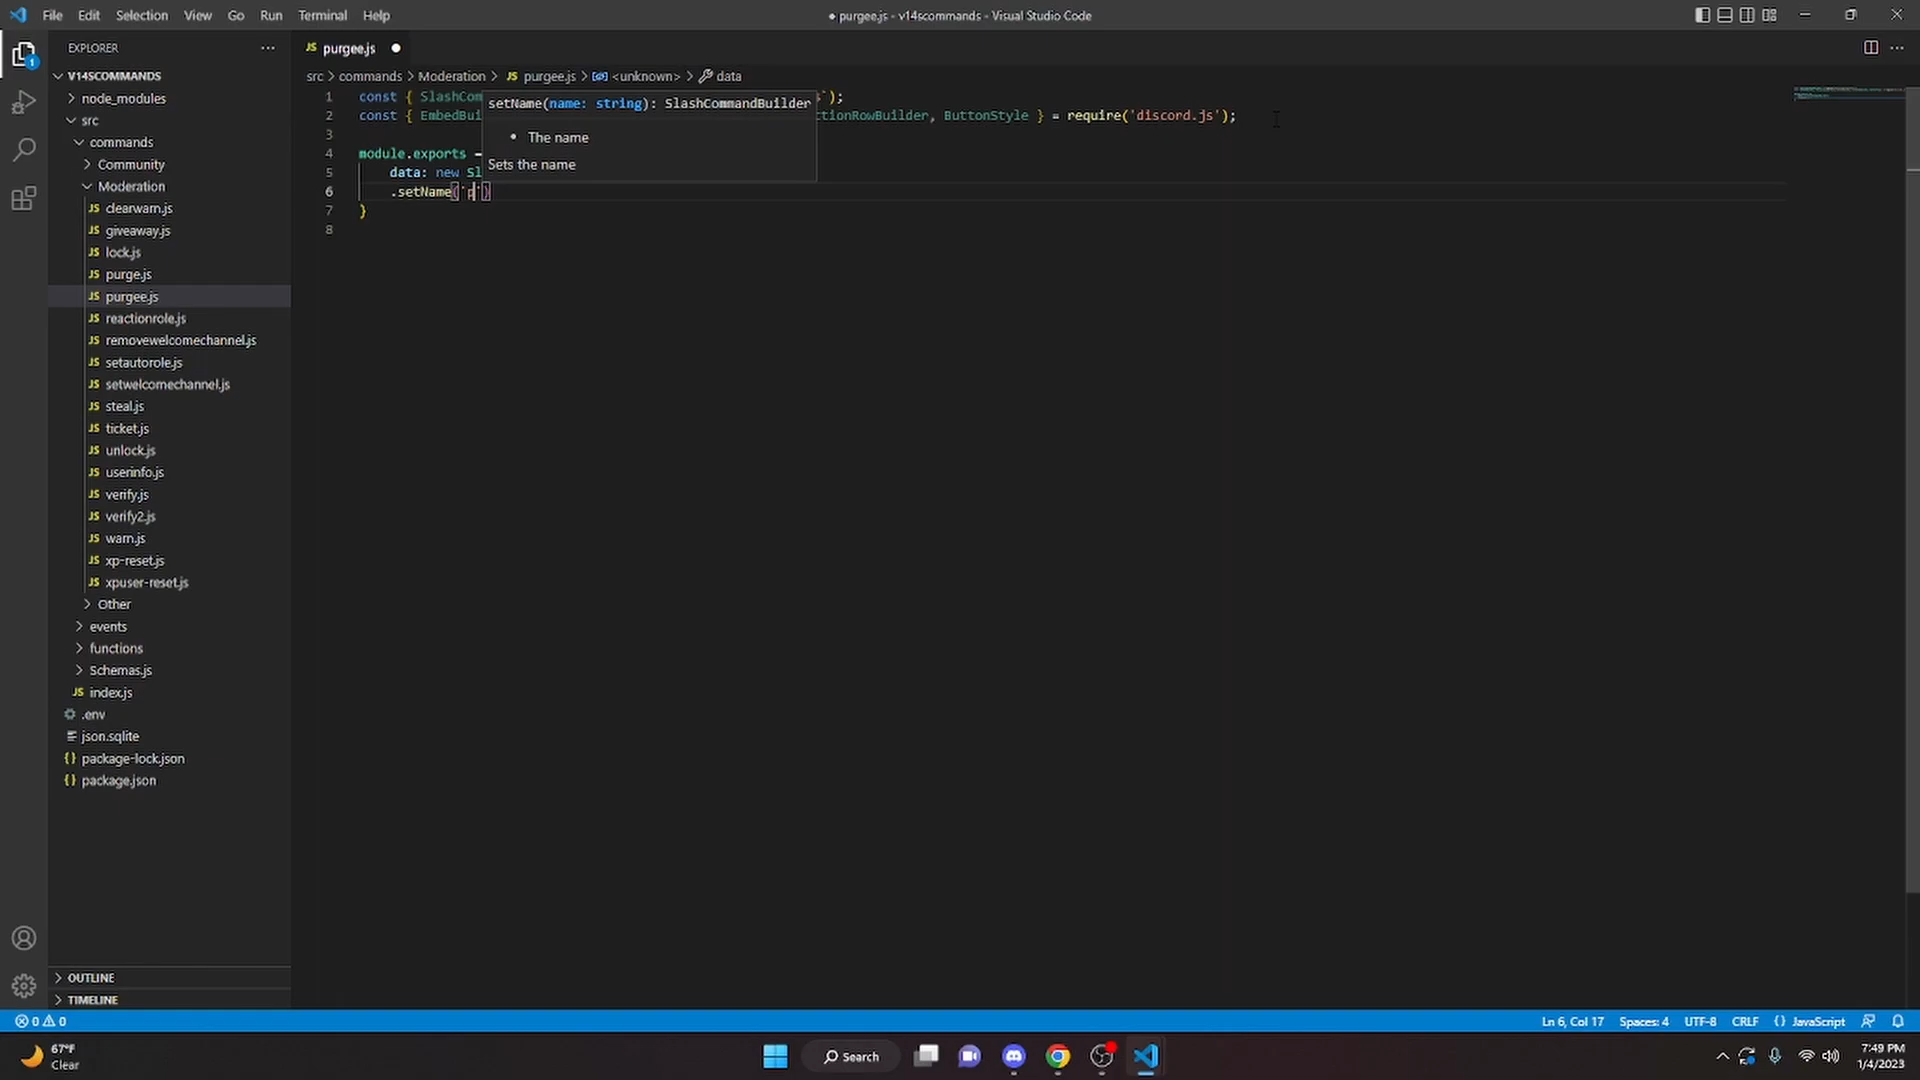 File Edit Selection View Go Run Terminal Help
● purgee.js - v14scommands - Visual Studio Code
EXPLORER
JS purgee.js
V14SCOMMANDS
src > commands > Moderation > JS purgee.js > <unknown> > data
node_modules
1 const { SlashCom s`);
setName(name: string): SlashCommandBuilder
src
2 const { EmbedBui ctionRowBuilder, ButtonStyle } = require('discord.js');
commands
3
• The name
Community
4 module.exports =
Sets the name
Moderation
5 data: new Sl
6 .setName('p')
clearwarn.js
7 }
giveaway.js
8
lock.js
purge.js
purgee.js
reactionrole.js
removewelcomechannel.js
setautorole.js
setwelcomechannel.js
steal.js
ticket.js
unlock.js
userinfo.js
verify.js
verify2.js
warn.js
xp-reset.js
xpuser-reset.js
Other
events
functions
Schemas.js
index.js
.env
json.sqlite
package-lock.json
package.json
OUTLINE
TIMELINE
0 0
Ln 6, Col 17 Spaces: 4 UTF-8 CRLF {} JavaScript
67°F
Clear
Search
7:49 PM
1/4/2023